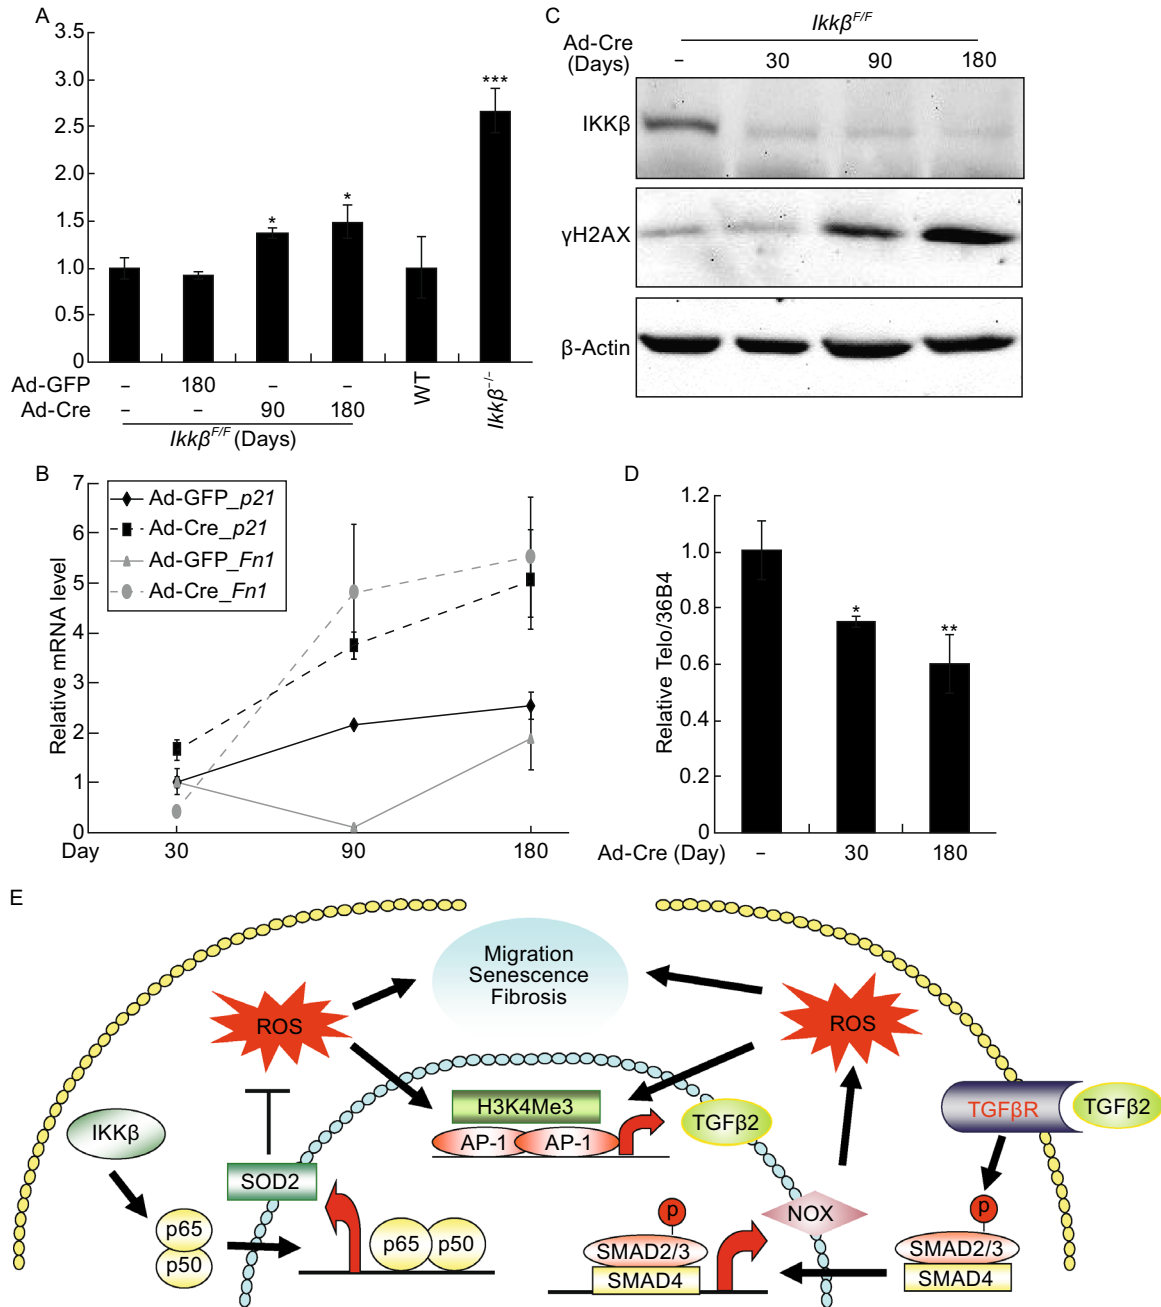 A
3.5
3.0
2.5
2.0
1.5
1.0
0.5
0
***
*
*
Ad-GFP – 180 – –
Ad-Cre – – 90 180
WT
Ikkβ-/-
IkkβF/F (Days)
C
IkkβF/F
Ad-Cre
(Days) – 30 90 180
IKKβ
γH2AX
β-Actin
B
Relative mRNA level
7
6
5
4
3
2
1
0
Ad-GFP_p21
Ad-Cre_p21
Ad-GFP_Fn1
Ad-Cre_Fn1
Day 30 90 180
D
Relative Telo/36B4
1.2
1.0
0.8
0.6
0.4
0.2
0
*
**
Ad-Cre (Day) – 30 180
E
Migration
Senescence
Fibrosis
ROS
ROS
H3K4Me3
AP-1 AP-1
TGFβ2
TGFβR
TGFβ2
IKKβ
SOD2
p65
p50
p65 p50
NOX
p
SMAD2/3
SMAD4
p
SMAD2/3
SMAD4